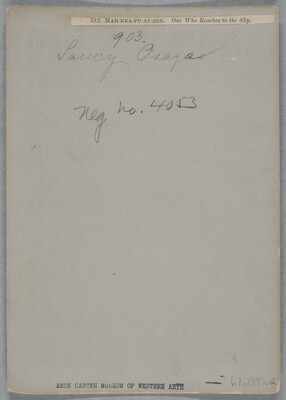 512. MAH-KEA-PU-AT-SEE. One Who Reaches to the Sky.
903.
Saucy Osages
Neg no. 4053
AMON CARTER MUSEUM OF WESTERN ARTS